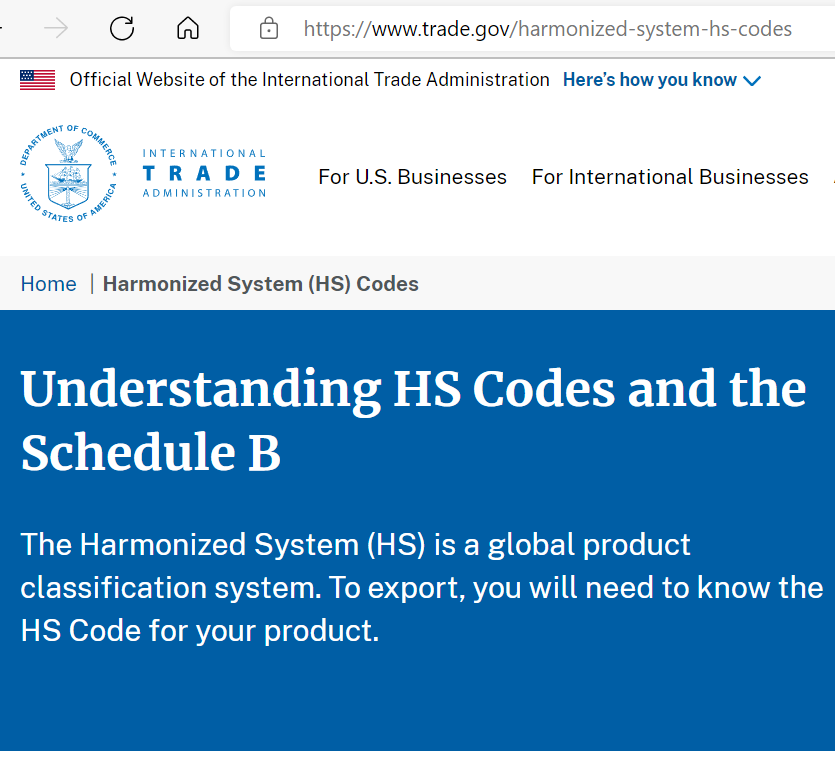 https://www.trade.gov/harmonized-system-hs-codes
Official Website of the International Trade Administration Here's how you know
DEPARTMENT OF COMMERCE
UNITED STATES OF AMERICA
INTERNATIONAL
TRADE
ADMINISTRATION
For U.S. Businesses For International Businesses
Home | Harmonized System (HS) Codes
Understanding HS Codes and the
Schedule B
The Harmonized System (HS) is a global product
classification system. To export, you will need to know the
HS Code for your product.